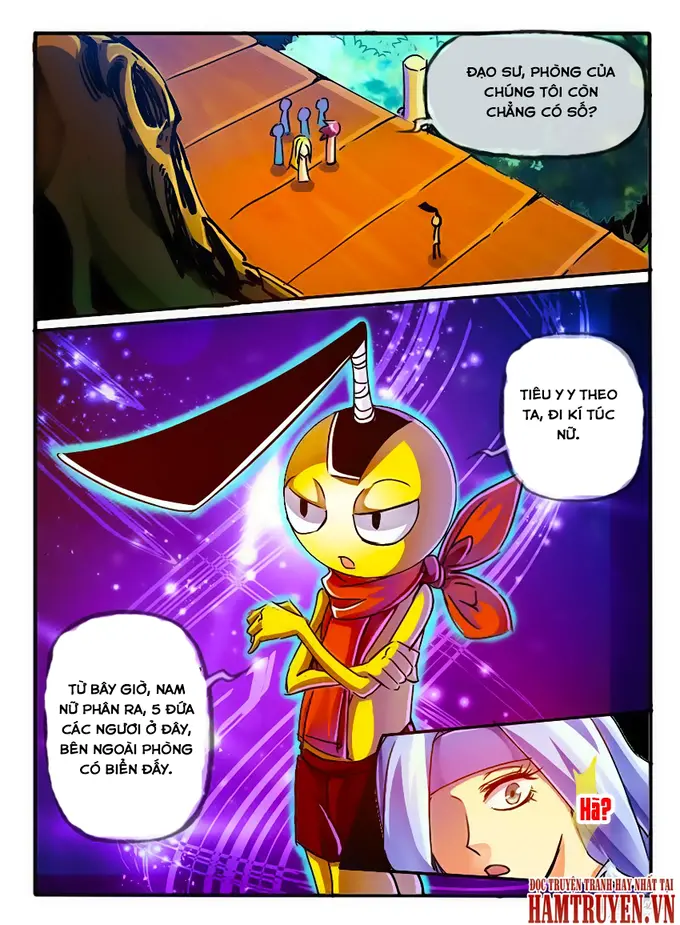 ĐẠO SƯ, PHÒNG CỦA
CHÚNG TÔI CÒN
CHẲNG CÓ SỐ?
TIÊU Y Y THEO
TA, ĐI KÍ TÚC
NỮ.
TỪ BÂY GIỜ, NAM
NỮ PHÂN RA, 5 ĐỨA
CÁC NGƯƠI Ở ĐÂY,
BÊN NGOÀI PHÒNG
CÓ BIỂN ĐẤY.
Hã?
ĐỌC TRUYỆN TRANH HAY NHẤT TẠI
HAMTRUYEN.VN